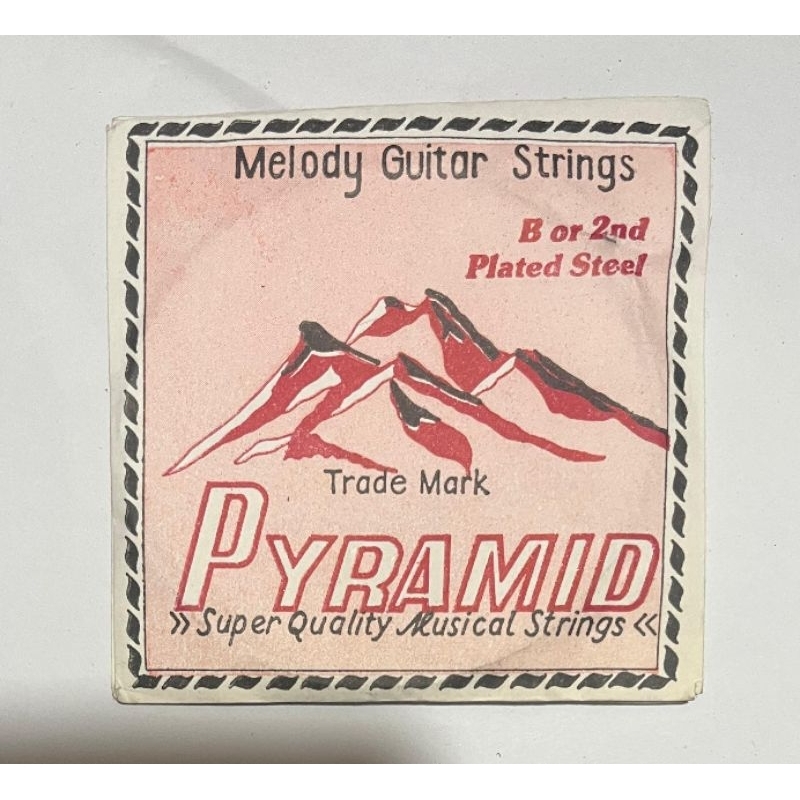 Melody Guitar Strings
B or 2nd
Plated Steel
Trade Mark
PYRAMID
»Super Quality Musical Strings«